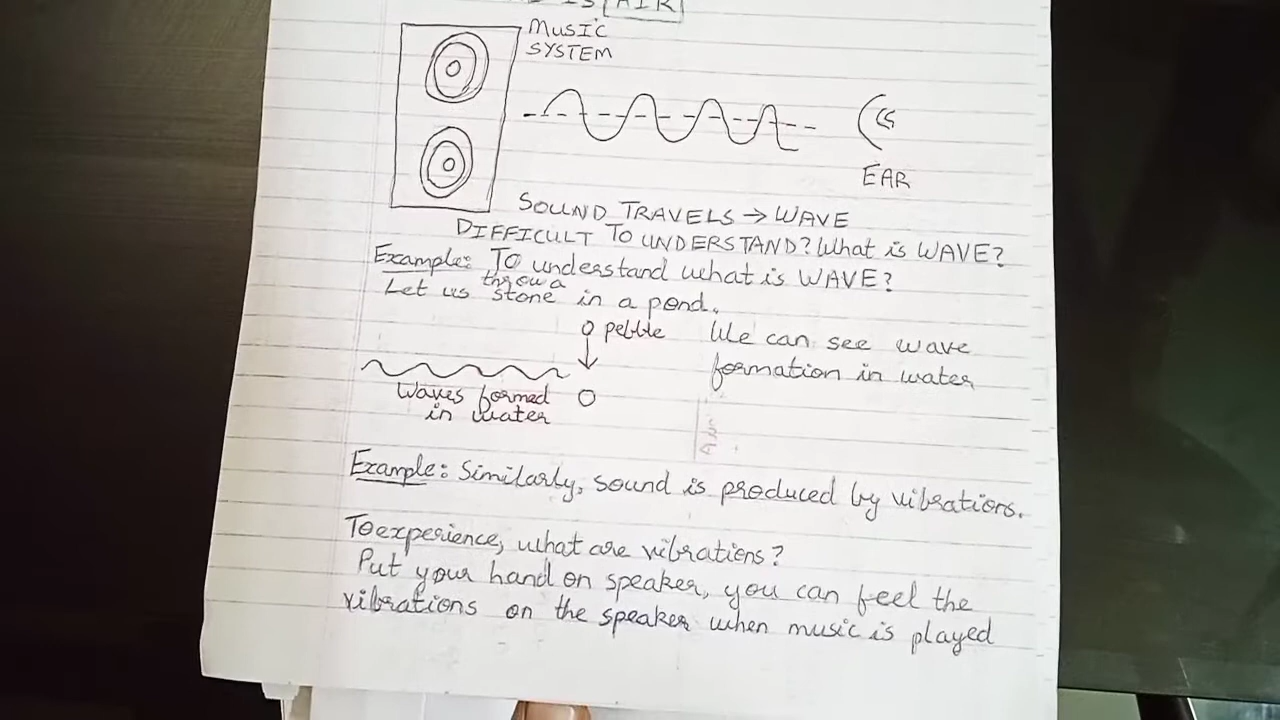 IS AIR
MUSIC
SYSTEM
EAR
SOUND TRAVELS → WAVE
DIFFICULT TO UNDERSTAND? What is WAVE?
Example: TO understand what is WAVE?
throw a
Let us stone in a pond.
pebble We can see wave
formation in water
Waves formed
in water
Example: Similarly, sound is produced by vibrations.
To experience, what are vibrations?
Put your hand on speaker, you can feel the
vibrations on the speaker when music is played